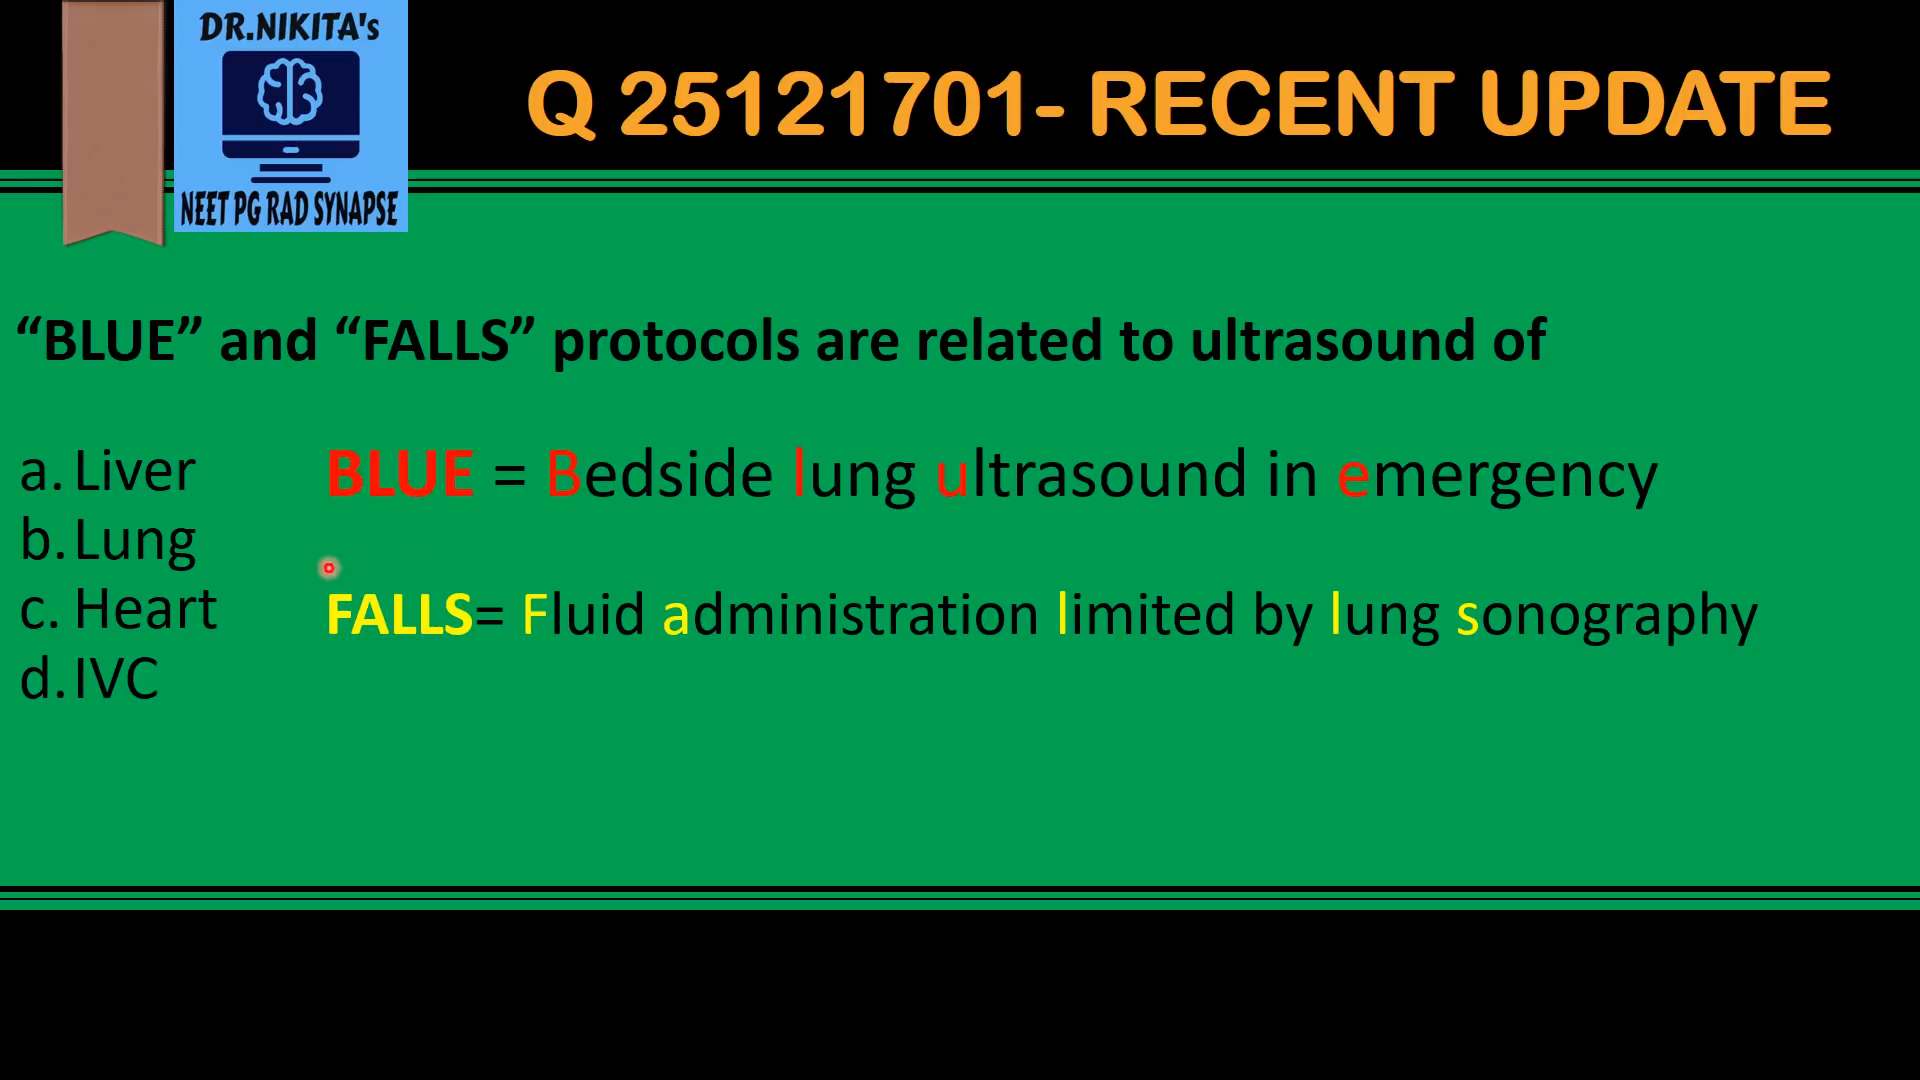 DR.NIKITA's
NEET PG RAD SYNAPSE
Q 25121701- RECENT UPDATE
“BLUE” and “FALLS” protocols are related to ultrasound of
a. Liver
b. Lung
c. Heart
d. IVC
BLUE = Bedside lung ultrasound in emergency
FALLS= Fluid administration limited by lung sonography